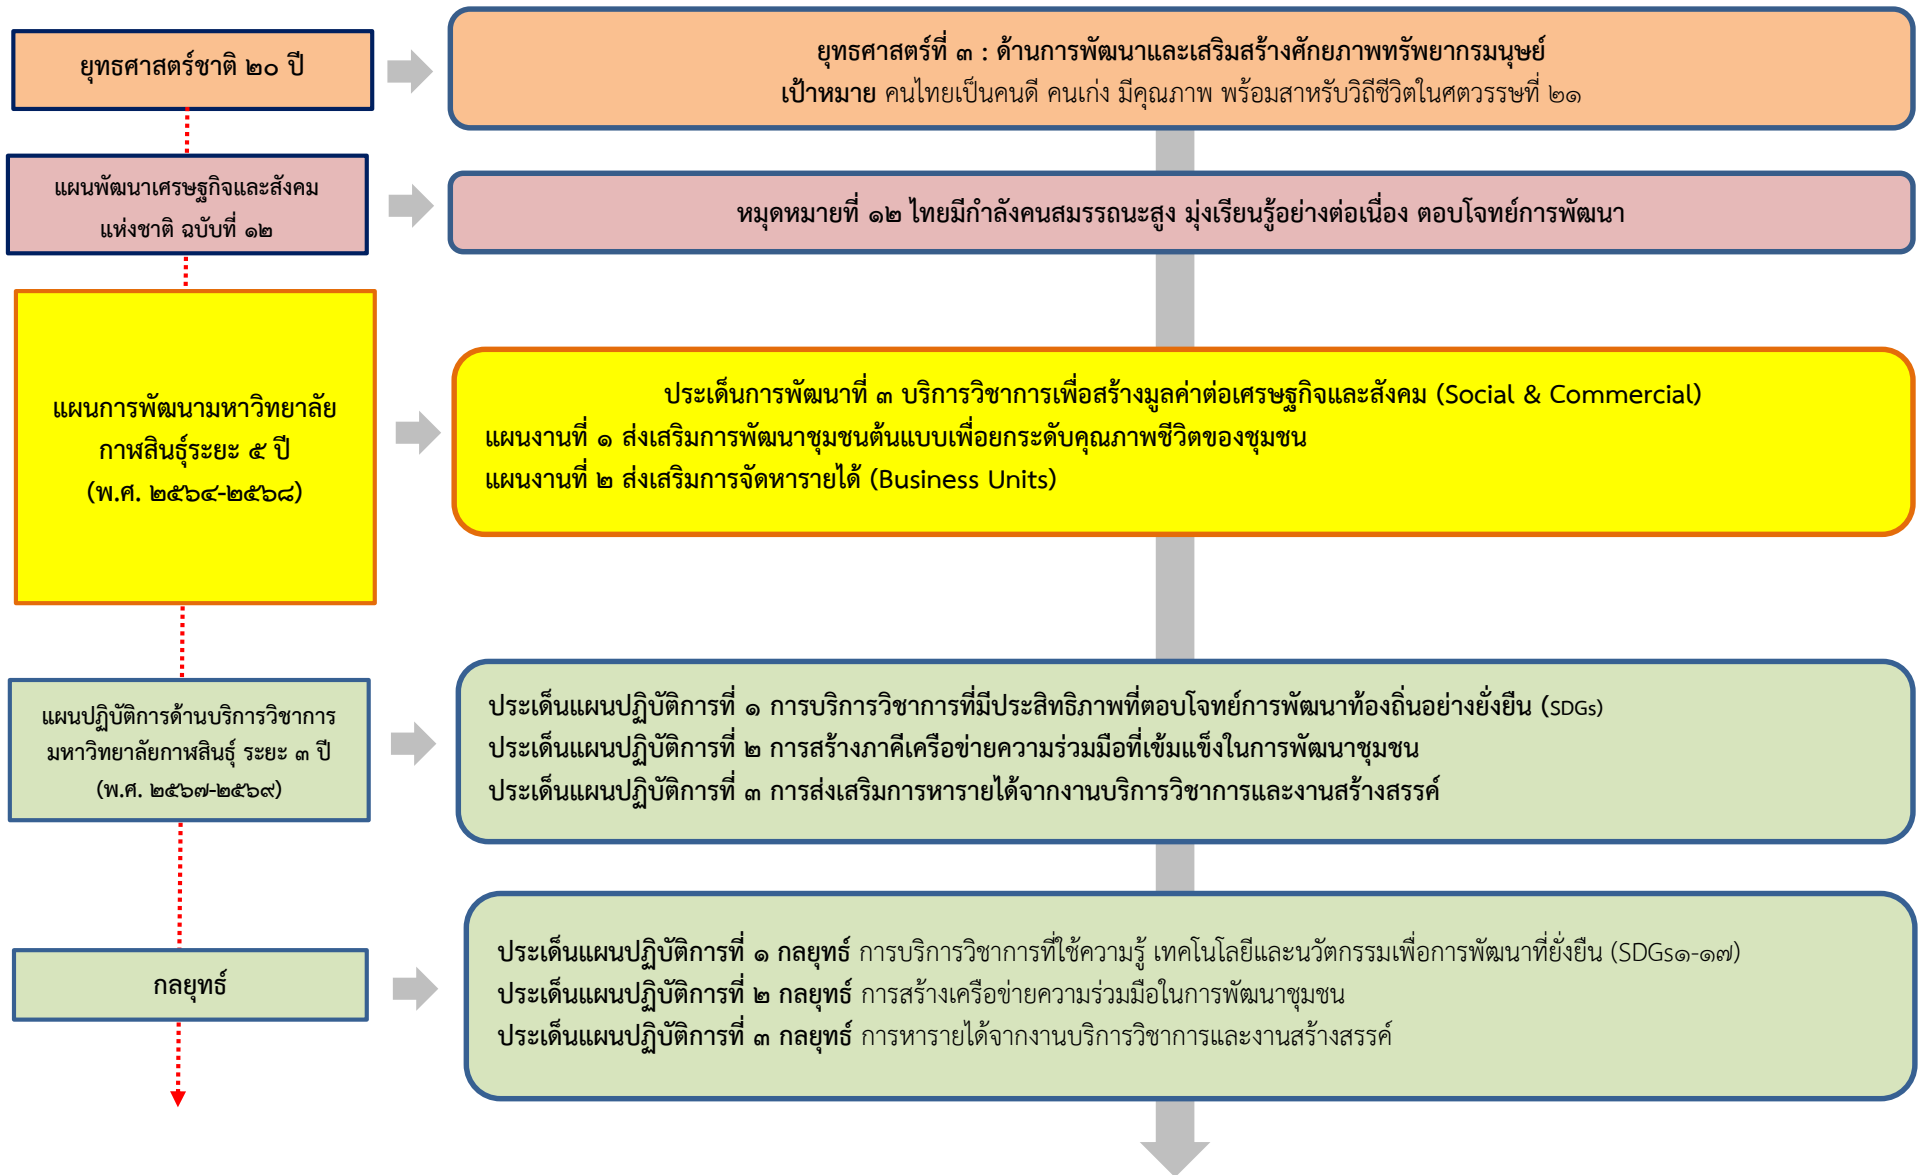 ยุทธศาสตร์ชาติ ๒๐ ปี
ยุทธศาสตร์ที่ ๓ : ด้านการพัฒนาและเสริมสร้างศักยภาพทรัพยากรมนุษย์
เป้าหมาย คนไทยเป็นคนดี คนเก่ง มีคุณภาพ พร้อมสาหรับวิถีชีวิตในศตวรรษที่ ๒๑
แผนพัฒนาเศรษฐกิจและสังคม
แห่งชาติ ฉบับที่ ๑๒
หมุดหมายที่ ๑๒ ไทยมีกำลังคนสมรรถนะสูง มุ่งเรียนรู้อย่างต่อเนื่อง ตอบโจทย์การพัฒนา
แผนการพัฒนามหาวิทยาลัย
กาฬสินธุ์ระยะ ๕ ปี
(พ.ศ. ๒๕๖๔-๒๕๖๘)
ประเด็นการพัฒนาที่ ๓ บริการวิชาการเพื่อสร้างมูลค่าต่อเศรษฐกิจและสังคม (Social & Commercial)
แผนงานที่ ๑ ส่งเสริมการพัฒนาชุมชนต้นแบบเพื่อยกระดับคุณภาพชีวิตของชุมชน
แผนงานที่ ๒ ส่งเสริมการจัดหารายได้ (Business Units)
แผนปฏิบัติการด้านบริการวิชาการ
มหาวิทยาลัยกาฬสินธุ์ ระยะ ๓ ปี
(พ.ศ. ๒๕๖๗-๒๕๖๙)
ประเด็นแผนปฏิบัติการที่ ๑ การบริการวิชาการที่มีประสิทธิภาพที่ตอบโจทย์การพัฒนาท้องถิ่นอย่างยั่งยืน (SDGs)
ประเด็นแผนปฏิบัติการที่ ๒ การสร้างภาคีเครือข่ายความร่วมมือที่เข้มแข็งในการพัฒนาชุมชน
ประเด็นแผนปฏิบัติการที่ ๓ การส่งเสริมการหารายได้จากงานบริการวิชาการและงานสร้างสรรค์
กลยุทธ์
ประเด็นแผนปฏิบัติการที่ ๑ กลยุทธ์ การบริการวิชาการที่ใช้ความรู้ เทคโนโลยีและนวัตกรรมเพื่อการพัฒนาที่ยั่งยืน (SDGs๑-๑๗)
ประเด็นแผนปฏิบัติการที่ ๒ กลยุทธ์ การสร้างเครือข่ายความร่วมมือในการพัฒนาชุมชน
ประเด็นแผนปฏิบัติการที่ ๓ กลยุทธ์ การหารายได้จากงานบริการวิชาการและงานสร้างสรรค์